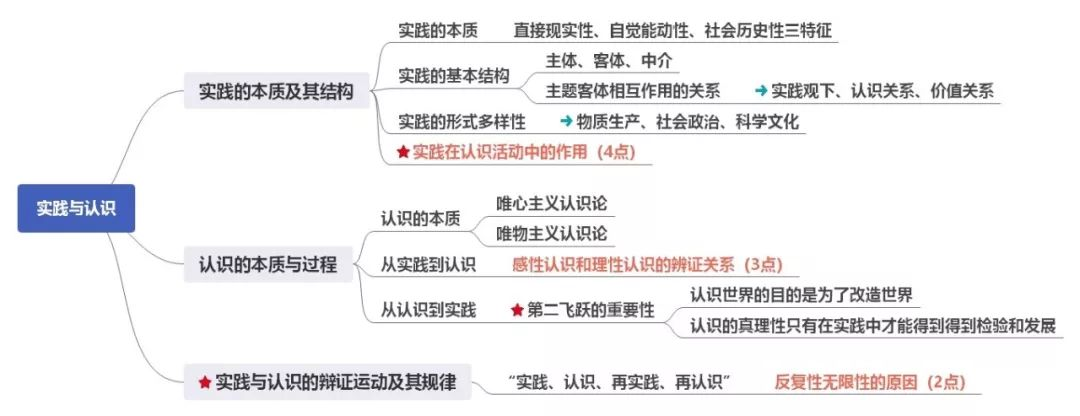 实践与认识
实践的本质及其结构
实践的本质
直接现实性、自觉能动性、社会历史性三特征
实践的基本结构
主体、客体、中介
主题客体相互作用的关系
实践观下、认识关系、价值关系
实践的形式多样性
物质生产、社会政治、科学文化
实践在认识活动中的作用（4点）
认识的本质与过程
认识的本质
唯心主义认识论
唯物主义认识论
从实践到认识
感性认识和理性认识的辨证关系（3点）
从认识到实践
第二飞跃的重要性
认识世界的目的是为了改造世界
认识的真理性只有在实践中才能得到得到检验和发展
实践与认识的辩证运动及其规律
“实践、认识、再实践、再认识”
反复性无限性的原因（2点）